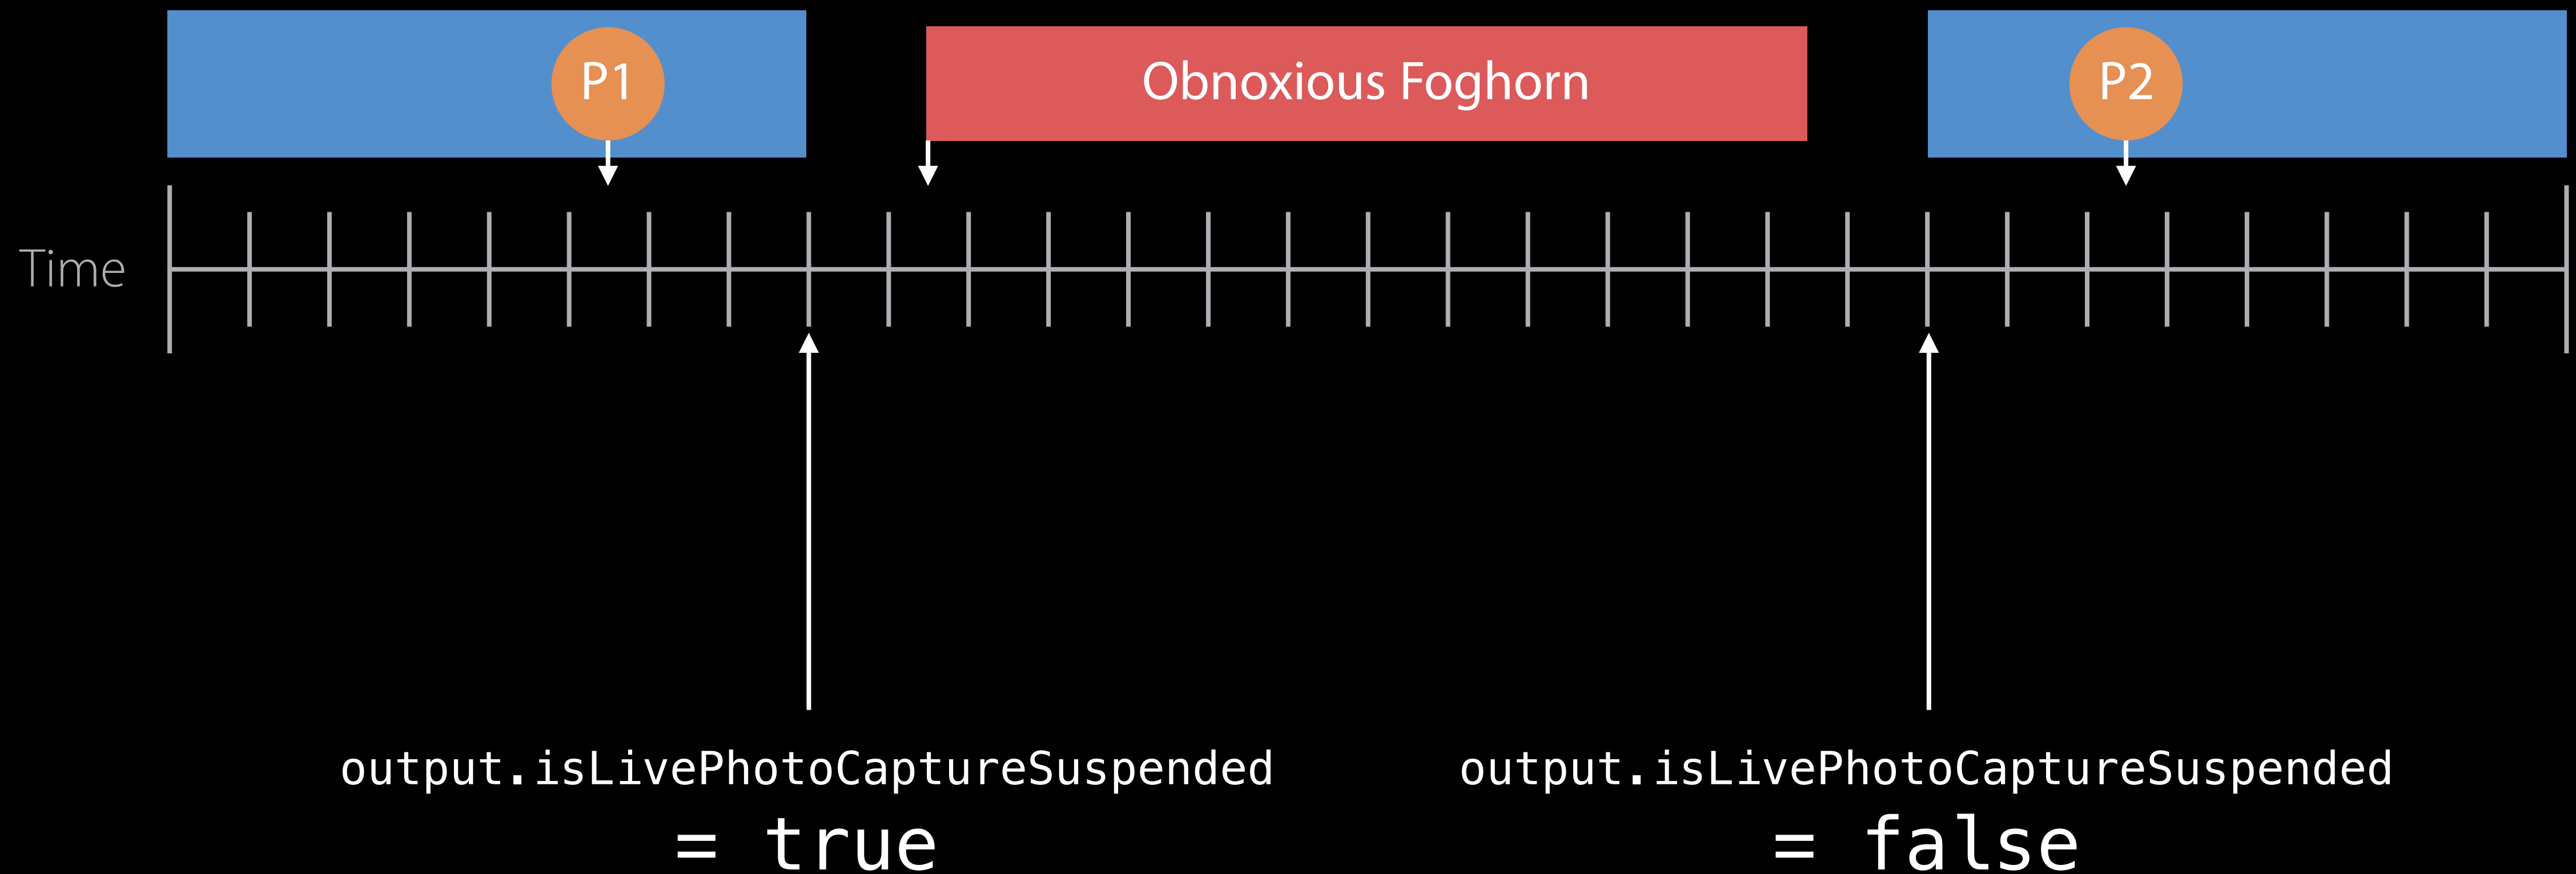 P1
Obnoxious Foghorn
P2
Time
output.isLivePhotoCaptureSuspended
= true
output.isLivePhotoCaptureSuspended
= false